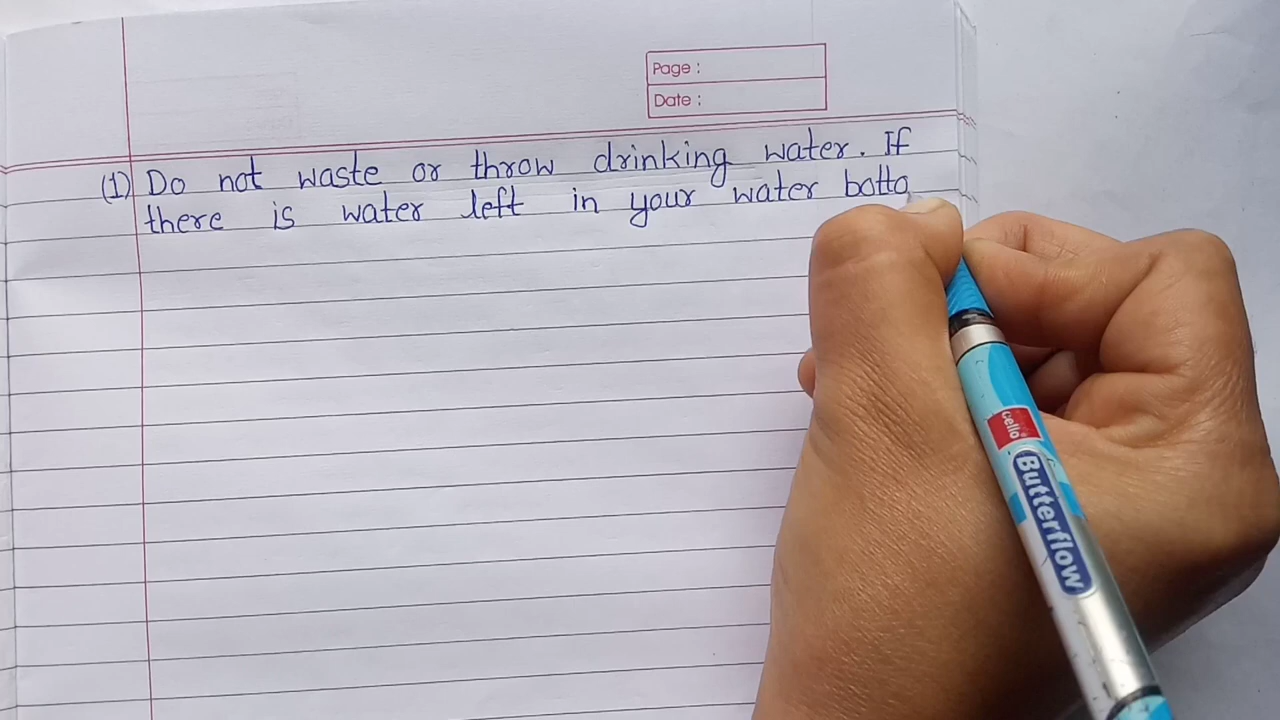 Page :
Date :
(1) Do not waste or throw drinking water. If
there is water left in your water botto
cello
Butterflow